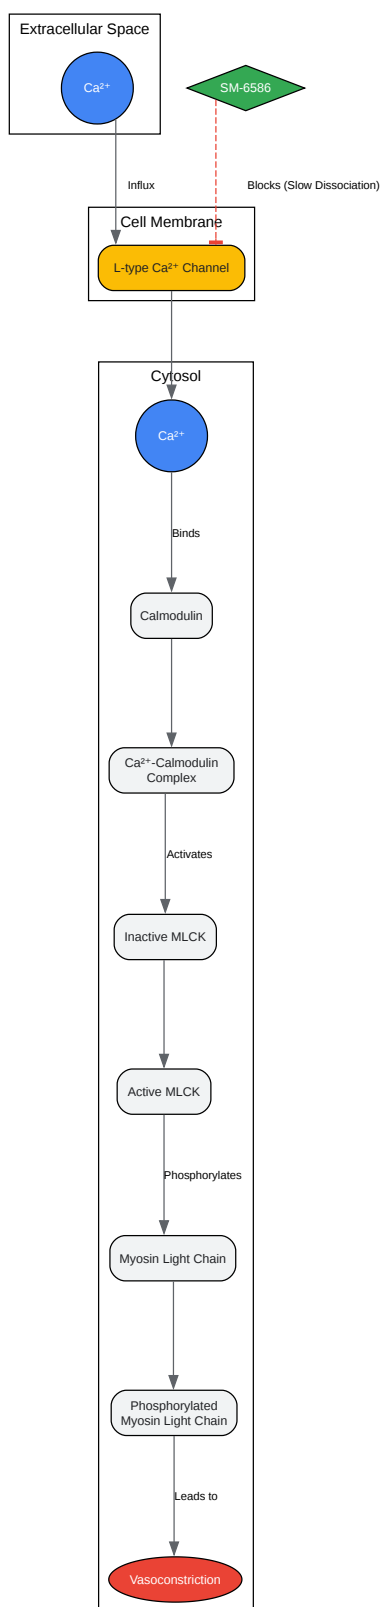 Extracellular Space
Ca²⁺
SM-6586
Influx
Blocks (Slow Dissociation)
Cell Membrane
L-type Ca²⁺ Channel
Cytosol
Ca²⁺
Binds
Calmodulin
Ca²⁺-Calmodulin
Complex
Activates
Inactive MLCK
Active MLCK
Phosphorylates
Myosin Light Chain
Phosphorylated
Myosin Light Chain
Leads to
Vasoconstriction